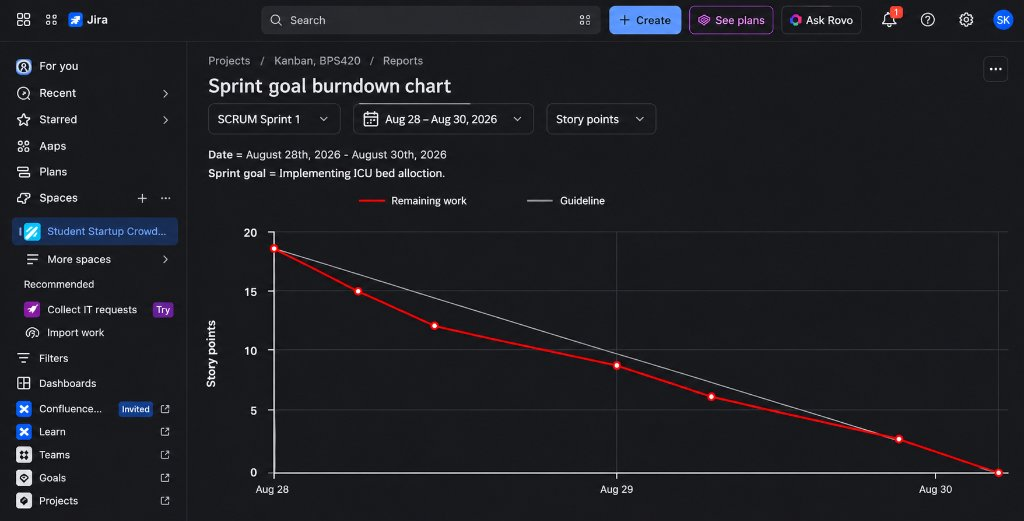 Jira
Search
+ Create
See plans
Ask Rovo
1
SK
For you
Recent
Starred
Aaps
Plans
Spaces
Student Startup Crowd...
More spaces
Recommended
Collect IT requests Try
Import work
Filters
Dashboards
Confluence... Invited
Learn
Teams
Goals
Projects
Projects / Kanban, BPS420 / Reports
Sprint goal burndown chart
SCRUM Sprint 1
Aug 28 – Aug 30, 2026
Story points
Date = August 28th, 2026 - August 30th, 2026
Sprint goal = Implementing ICU bed alloction.
Remaining work
Guideline
Story points
20
15
10
5
0
Aug 28
Aug 29
Aug 30